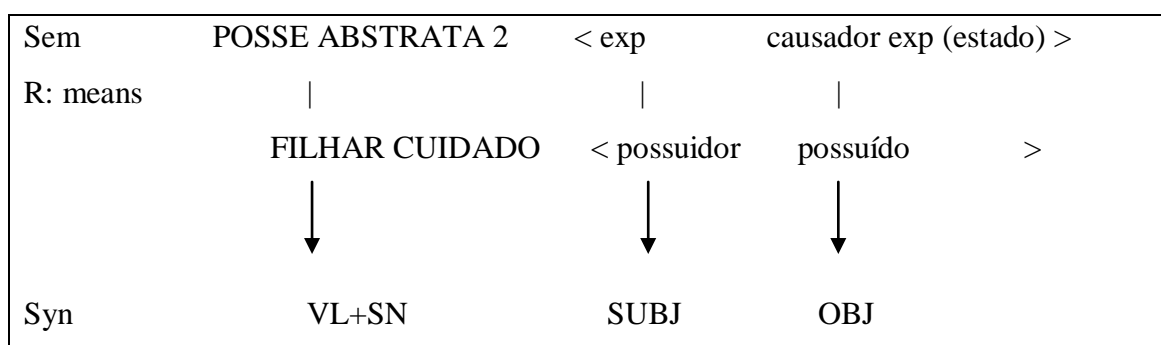 Sem POSSE ABSTRATA 2 < exp causador exp (estado) >
R: means
FILHAR CUIDADO < possuidor possuído >
Syn VL+SN SUBJ OBJ